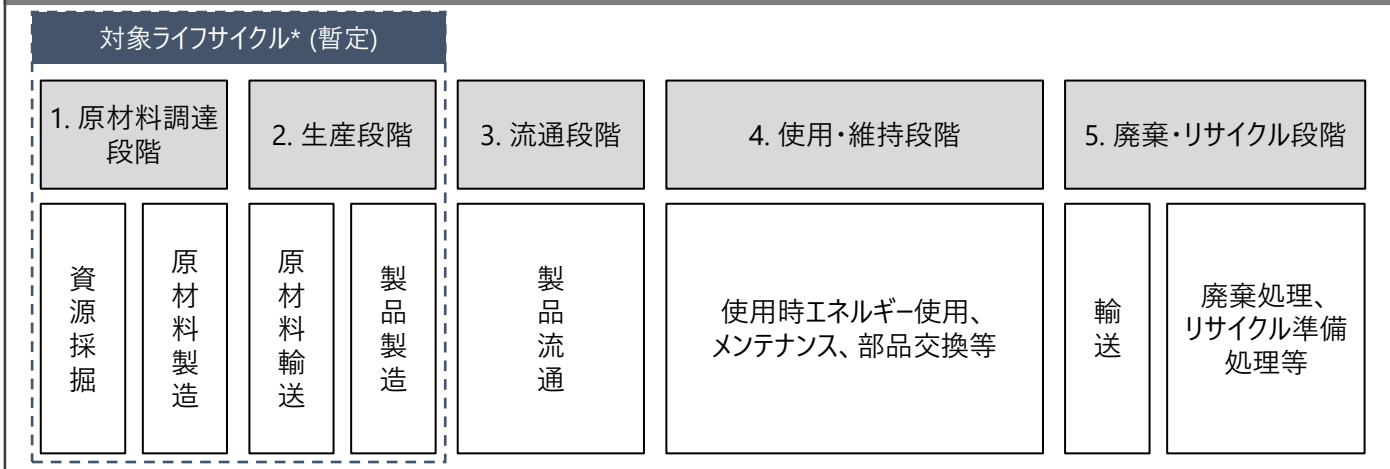 対象ライフサイクル* (暫定)
1. 原材料調達
段階
2. 生産段階
3. 流通段階
4. 使用・維持段階
5. 廃棄・リサイクル段階
資源採掘
原材料製造
原材料輸送
製品製造
製品流通
使用時エネルギー使用、
メンテナンス、部品交換等
輸送
廃棄処理、
リサイクル準備
処理等